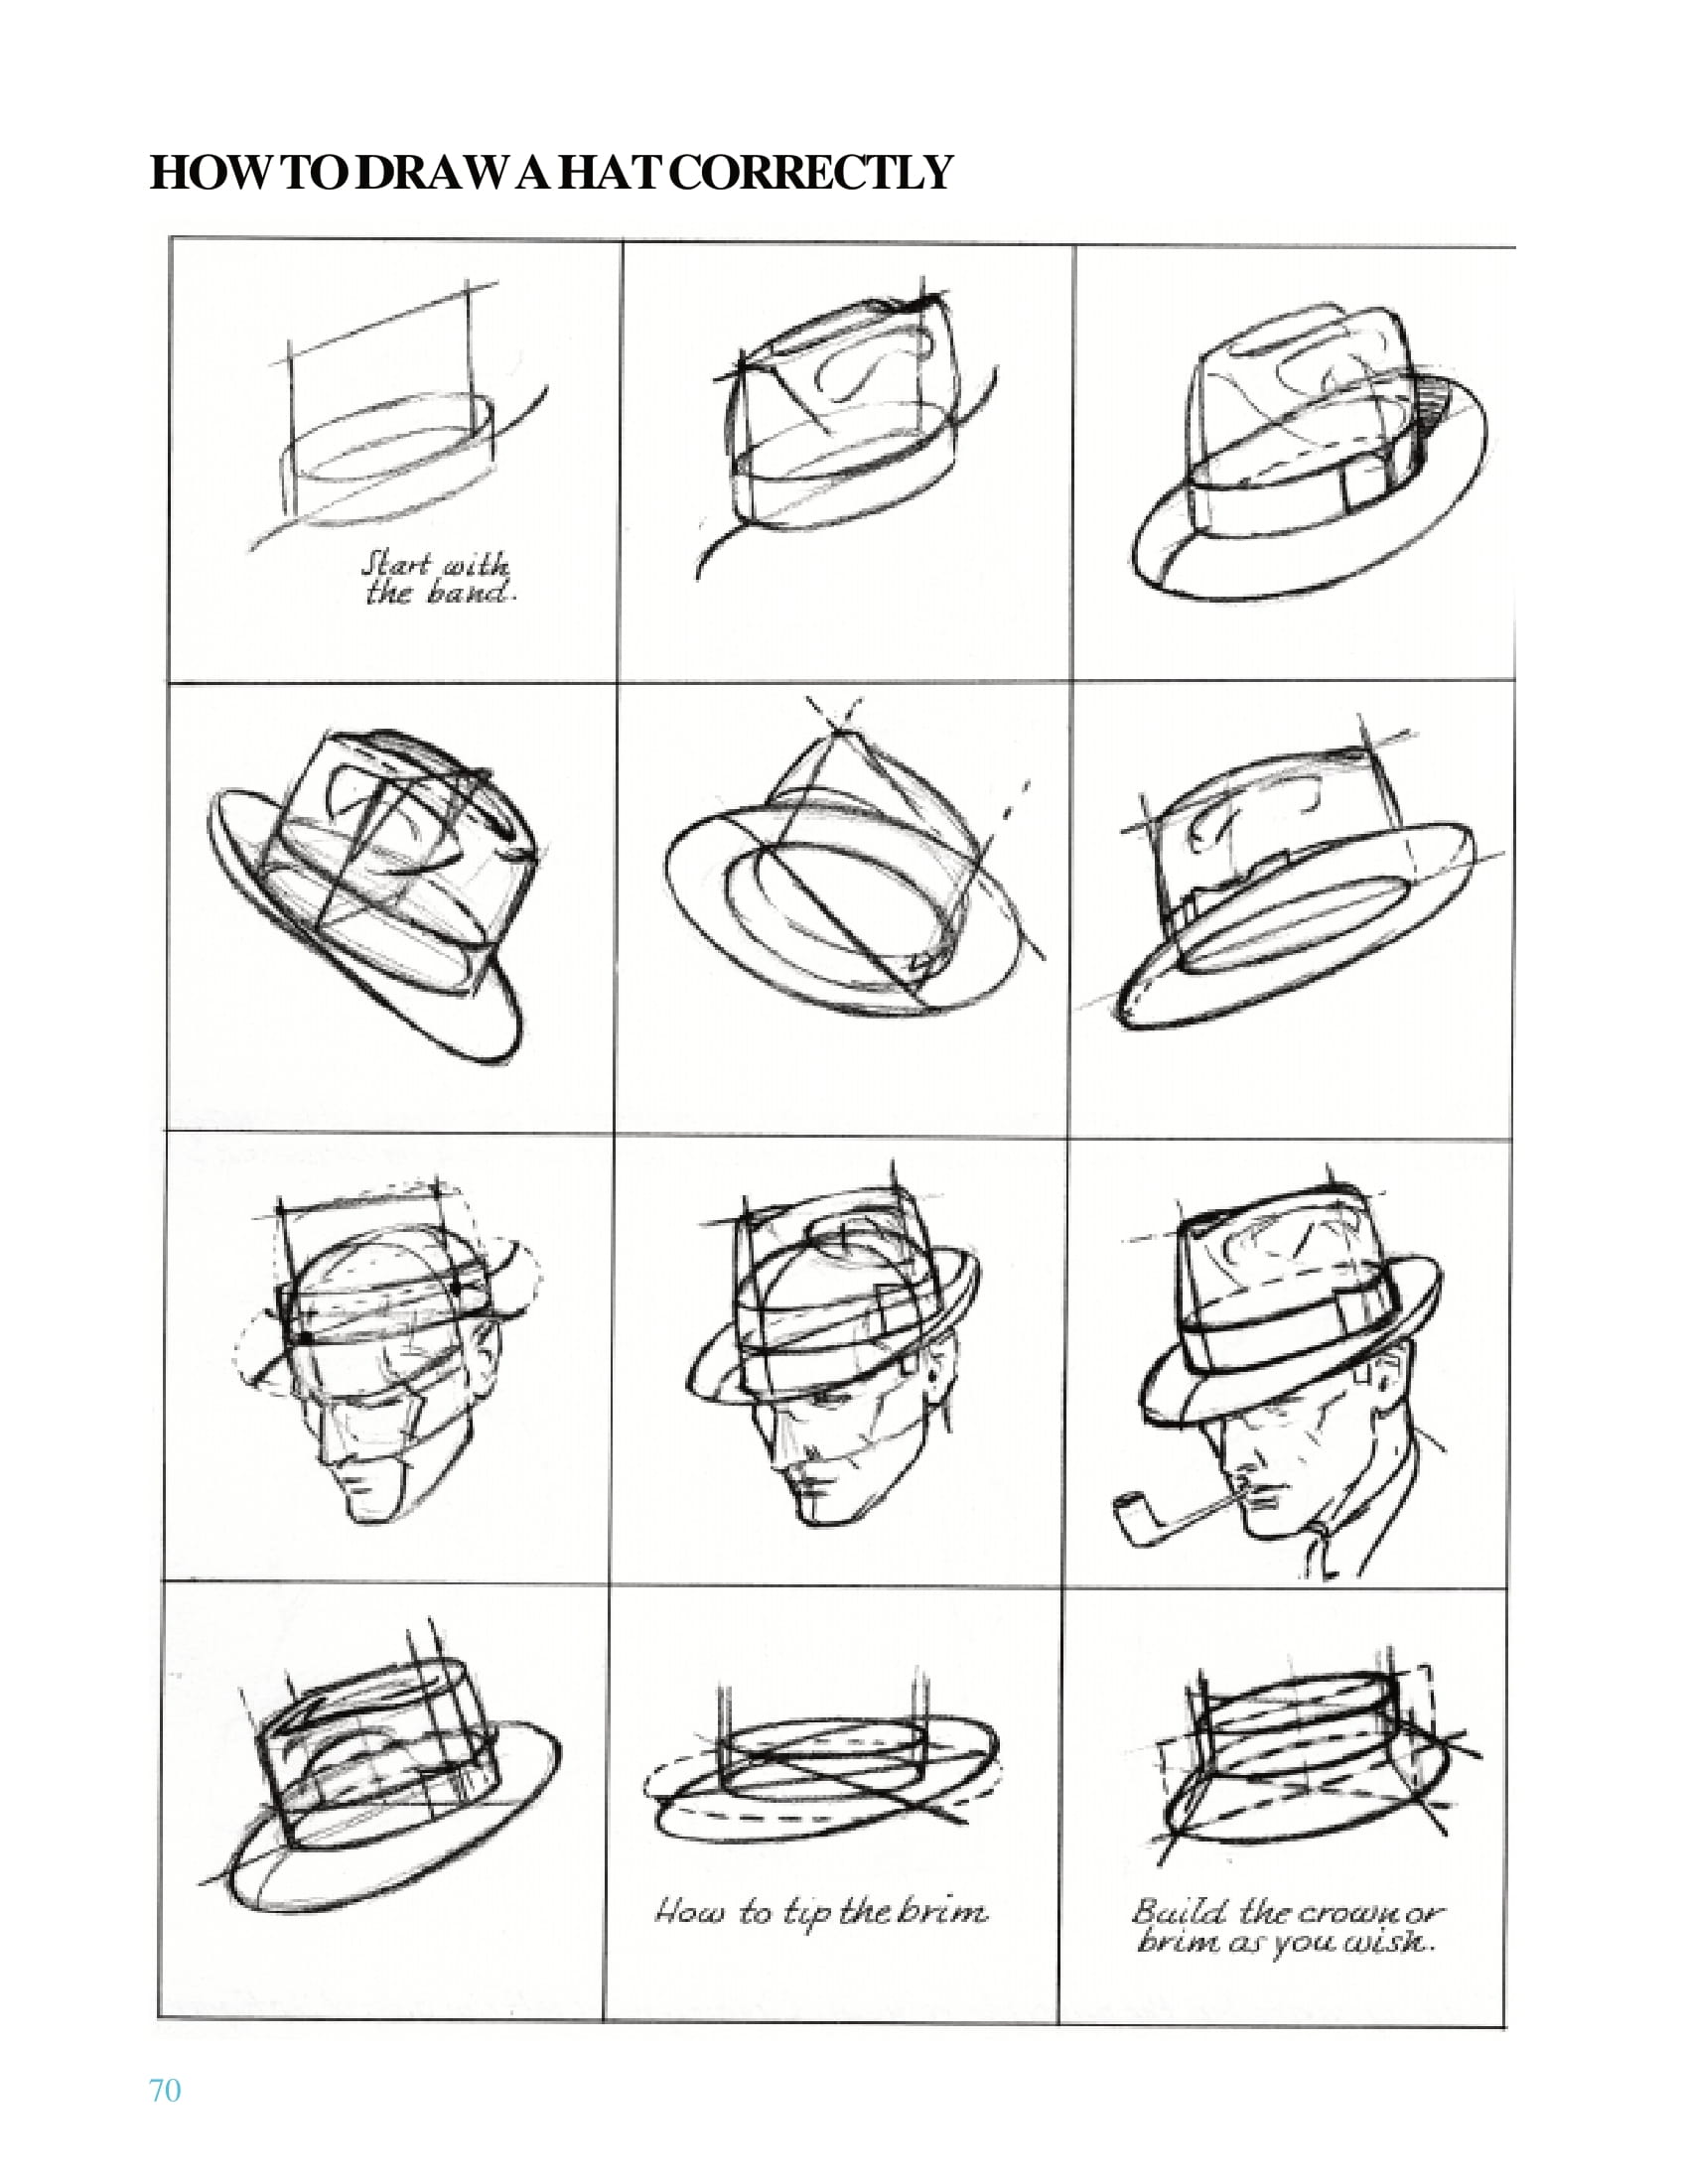 HOW TO DRAW A HAT CORRECTLY
Start with
the band.
How to tip the brim
Build the crown or
brim as you wish.
70